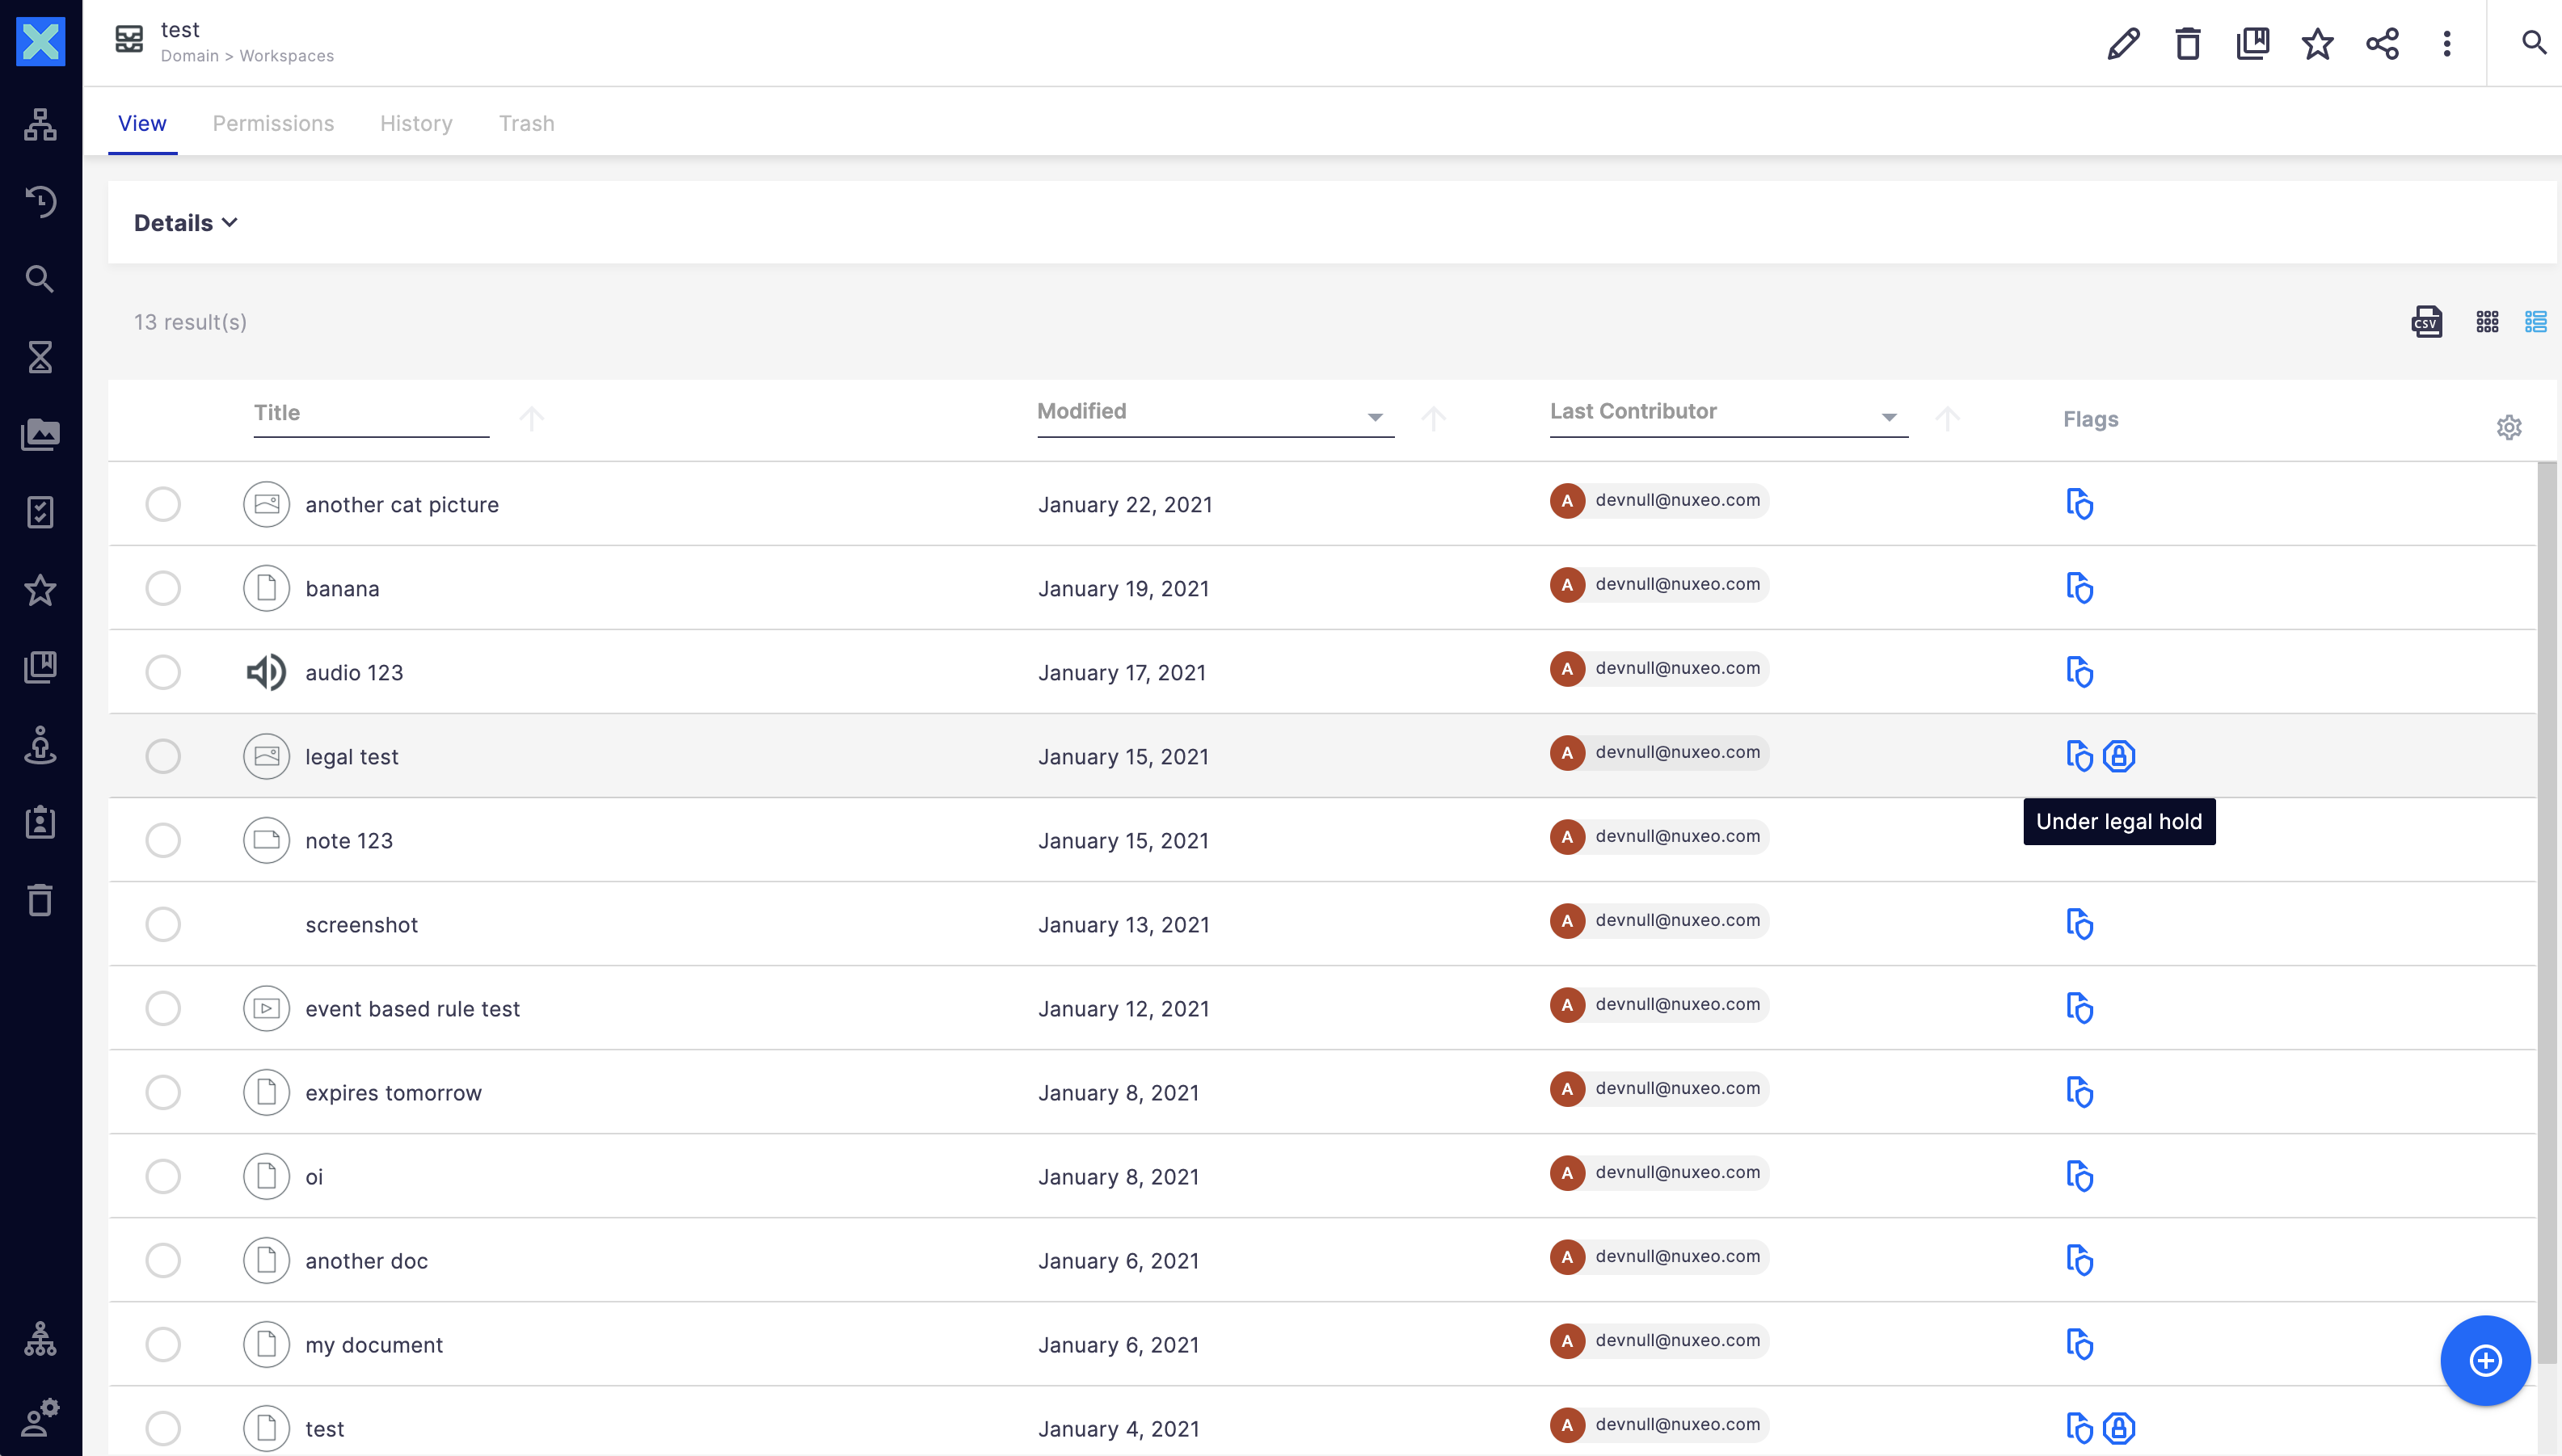 test
Domain > Workspaces
View Permissions History Trash
Details
13 result(s)
CSV
Title Modified Last Contributor Flags
another cat picture January 22, 2021 A devnull@nuxeo.com
banana January 19, 2021 A devnull@nuxeo.com
audio 123 January 17, 2021 A devnull@nuxeo.com
legal test January 15, 2021 A devnull@nuxeo.com
Under legal hold
note 123 January 15, 2021 A devnull@nuxeo.com
screenshot January 13, 2021 A devnull@nuxeo.com
event based rule test January 12, 2021 A devnull@nuxeo.com
expires tomorrow January 8, 2021 A devnull@nuxeo.com
oi January 8, 2021 A devnull@nuxeo.com
another doc January 6, 2021 A devnull@nuxeo.com
my document January 6, 2021 A devnull@nuxeo.com
test January 4, 2021 A devnull@nuxeo.com